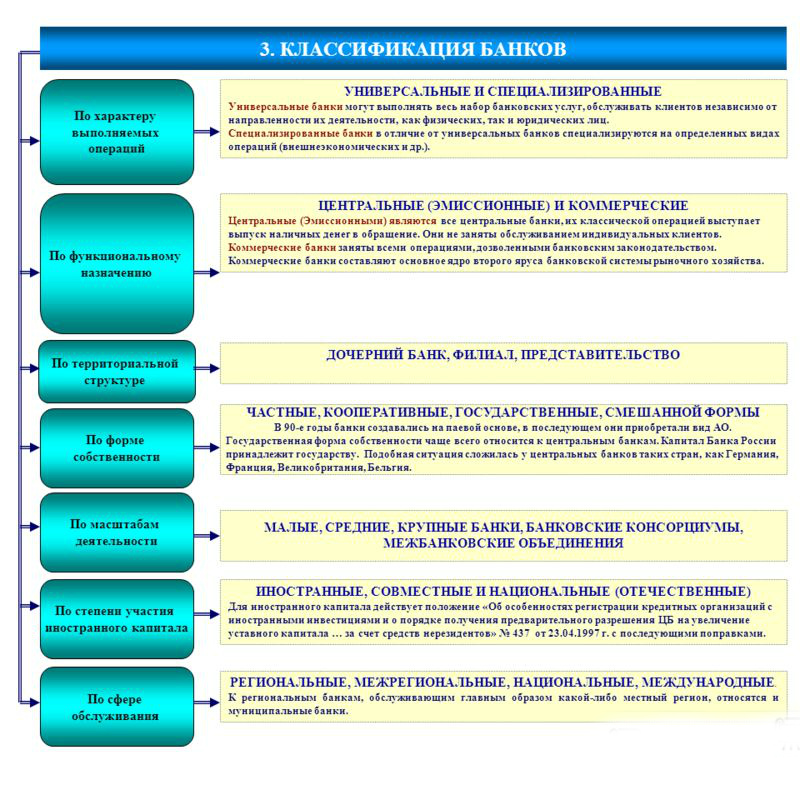 3. КЛАССИФИКАЦИЯ БАНКОВ
По характеру
выполняемых
операций
УНИВЕРСАЛЬНЫЕ И СПЕЦИАЛИЗИРОВАННЫЕ
Универсальные банки могут выполнять весь набор банковских услуг, обслуживать клиентов независимо от
направленности их деятельности, как физических, так и юридических лиц.
Специализированные банки в отличие от универсальных банков специализируются на определенных видах
операций (внешнеэкономических и др.).
По функциональному
назначению
ЦЕНТРАЛЬНЫЕ (ЭМИССИОННЫЕ) И КОММЕРЧЕСКИЕ
Центральные (Эмиссионными) являются все центральные банки, их классической операцией выступает
выпуск наличных денег в обращение. Они не заняты обслуживанием индивидуальных клиентов.
Коммерческие банки заняты всеми операциями, дозволенными банковским законодательством.
Коммерческие банки составляют основное ядро второго яруса банковской системы рыночного хозяйства.
По территориальной
структуре
ДОЧЕРНИЙ БАНК, ФИЛИАЛ, ПРЕДСТАВИТЕЛЬСТВО
По форме
собственности
ЧАСТНЫЕ, КООПЕРАТИВНЫЕ, ГОСУДАРСТВЕННЫЕ, СМЕШАННОЙ ФОРМЫ
В 90-е годы банки создавались на паевой основе, в последующем они приобретали вид АО.
Государственная форма собственности чаще всего относится к центральным банкам. Капитал Банка России
принадлежит государству. Подобная ситуация сложилась у центральных банков таких стран, как Германия,
Франция, Великобритания, Бельгия.
По масштабам
деятельности
МАЛЫЕ, СРЕДНИЕ, КРУПНЫЕ БАНКИ, БАНКОВСКИЕ КОНСОРЦИУМЫ,
МЕЖБАНКОВСКИЕ ОБЪЕДИНЕНИЯ
По степени участия
иностранного капитала
ИНОСТРАННЫЕ, СОВМЕСТНЫЕ И НАЦИОНАЛЬНЫЕ (ОТЕЧЕСТВЕННЫЕ)
Для иностранного капитала действует положение «Об особенностях регистрации кредитных организаций с
иностранными инвестициями и о порядке получения предварительного разрешения ЦБ на увеличение
уставного капитала … за счет средств нерезидентов» № 437 от 23.04.1997 г. с последующими поправками.
По сфере
обслуживания
РЕГИОНАЛЬНЫЕ, МЕЖРЕГИОНАЛЬНЫЕ, НАЦИОНАЛЬНЫЕ, МЕЖДУНАРОДНЫЕ.
К региональным банкам, обслуживающим главным образом какой-либо местный регион, относятся и
муниципальные банки.